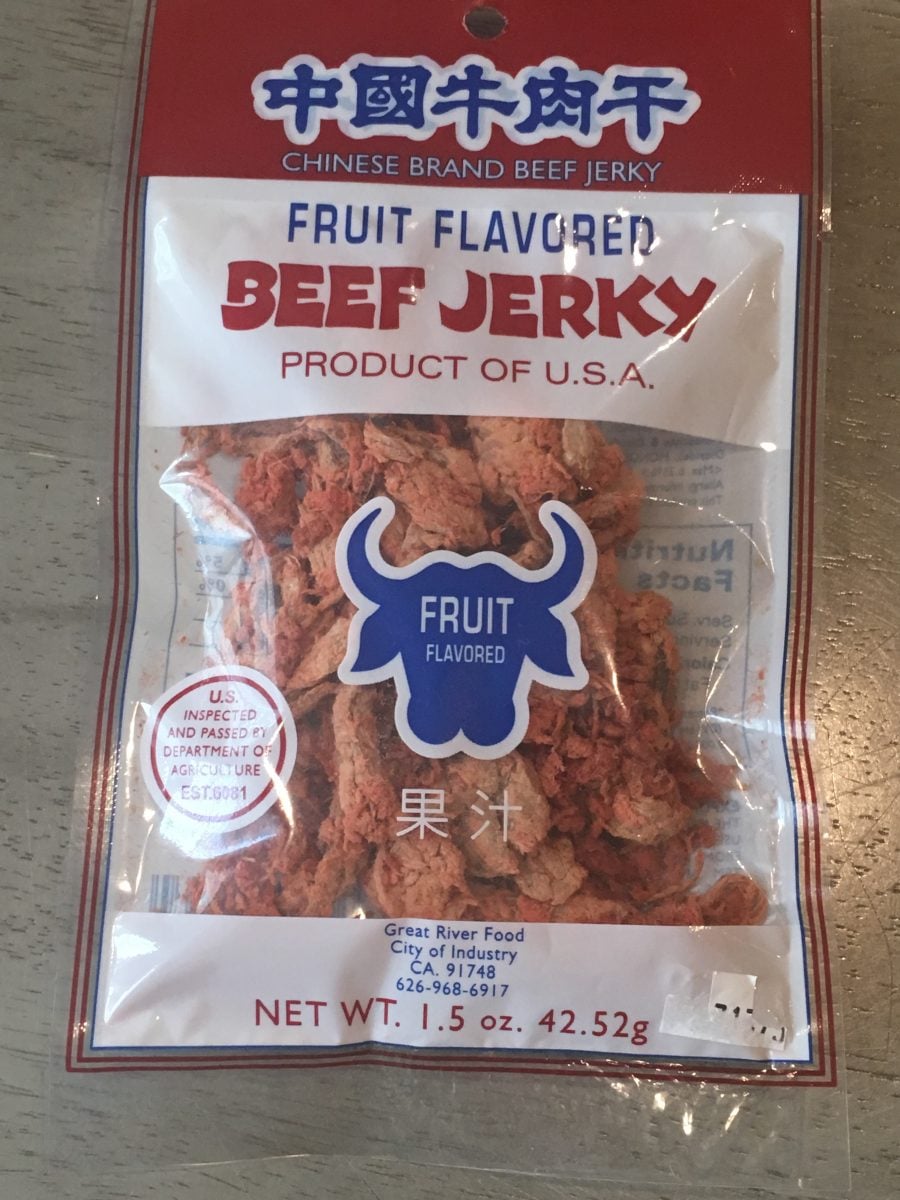 中國牛肉干
CHINESE BRAND BEEF JERKY
FRUIT FLAVORED
BEEF JERKY
PRODUCT OF U.S.A.
Nutrit
Facts
FRUIT
FLAVORED
U.S.
INSPECTED
AND PASSED BY
DEPARTMENT OF
AGRICULTURE
EST.6081
果汁
Great River Food
City of Industry
CA. 91748
626-968-6917
NET WT. 1.5 oz. 42.52g